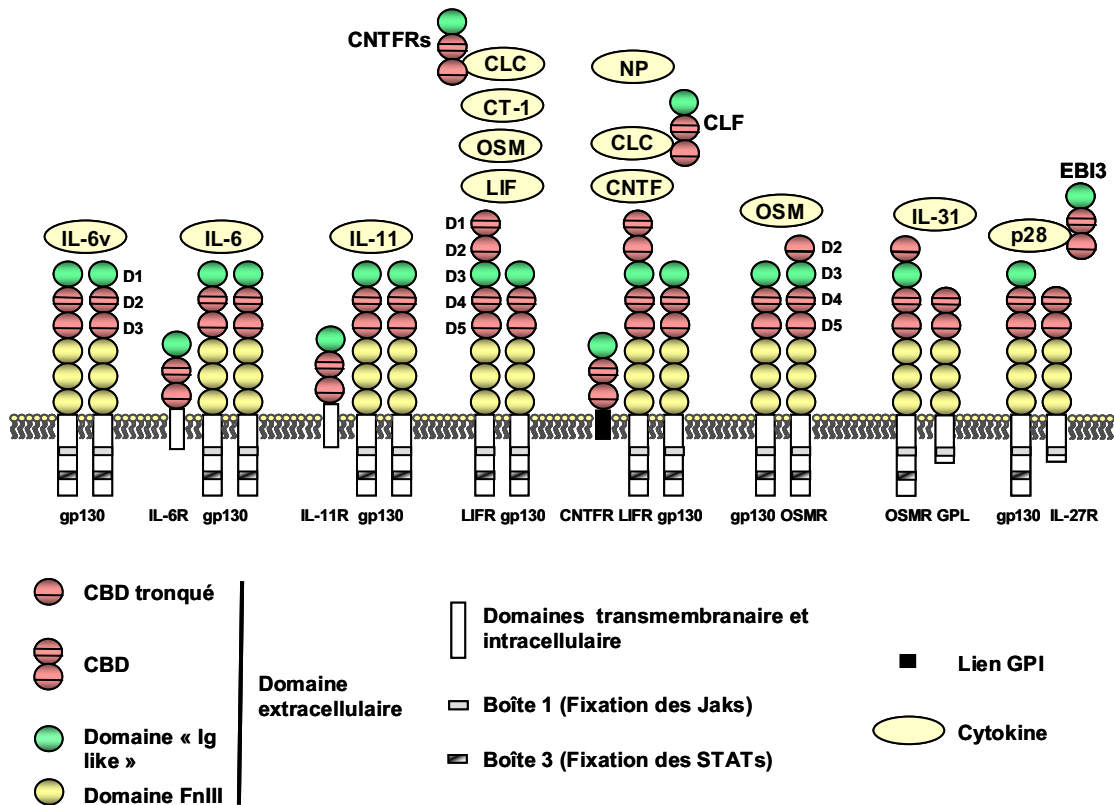 CNTFRs
CLC
NP
CT-1
CLF
OSM
CLC
EBI3
LIF
CNTF
IL-6v
IL-6
IL-11
D1
D2
OSM
IL-31
p28
D1
D2
D3
D3
D4
D5
D2
D3
D4
D5
gp130
IL-6R gp130
IL-11R gp130
LIFR gp130
CNTFR LIFR gp130
gp130 OSMR
OSMR GPL
gp130 IL-27R
CBD tronqué
CBD
Domaine « Ig
like »
Domaine FnIII
Domaine
extracellulaire
Domaines transmembranaire et
intracellulaire
Boîte 1 (Fixation des Jaks)
Boîte 3 (Fixation des STATs)
Lien GPI
Cytokine